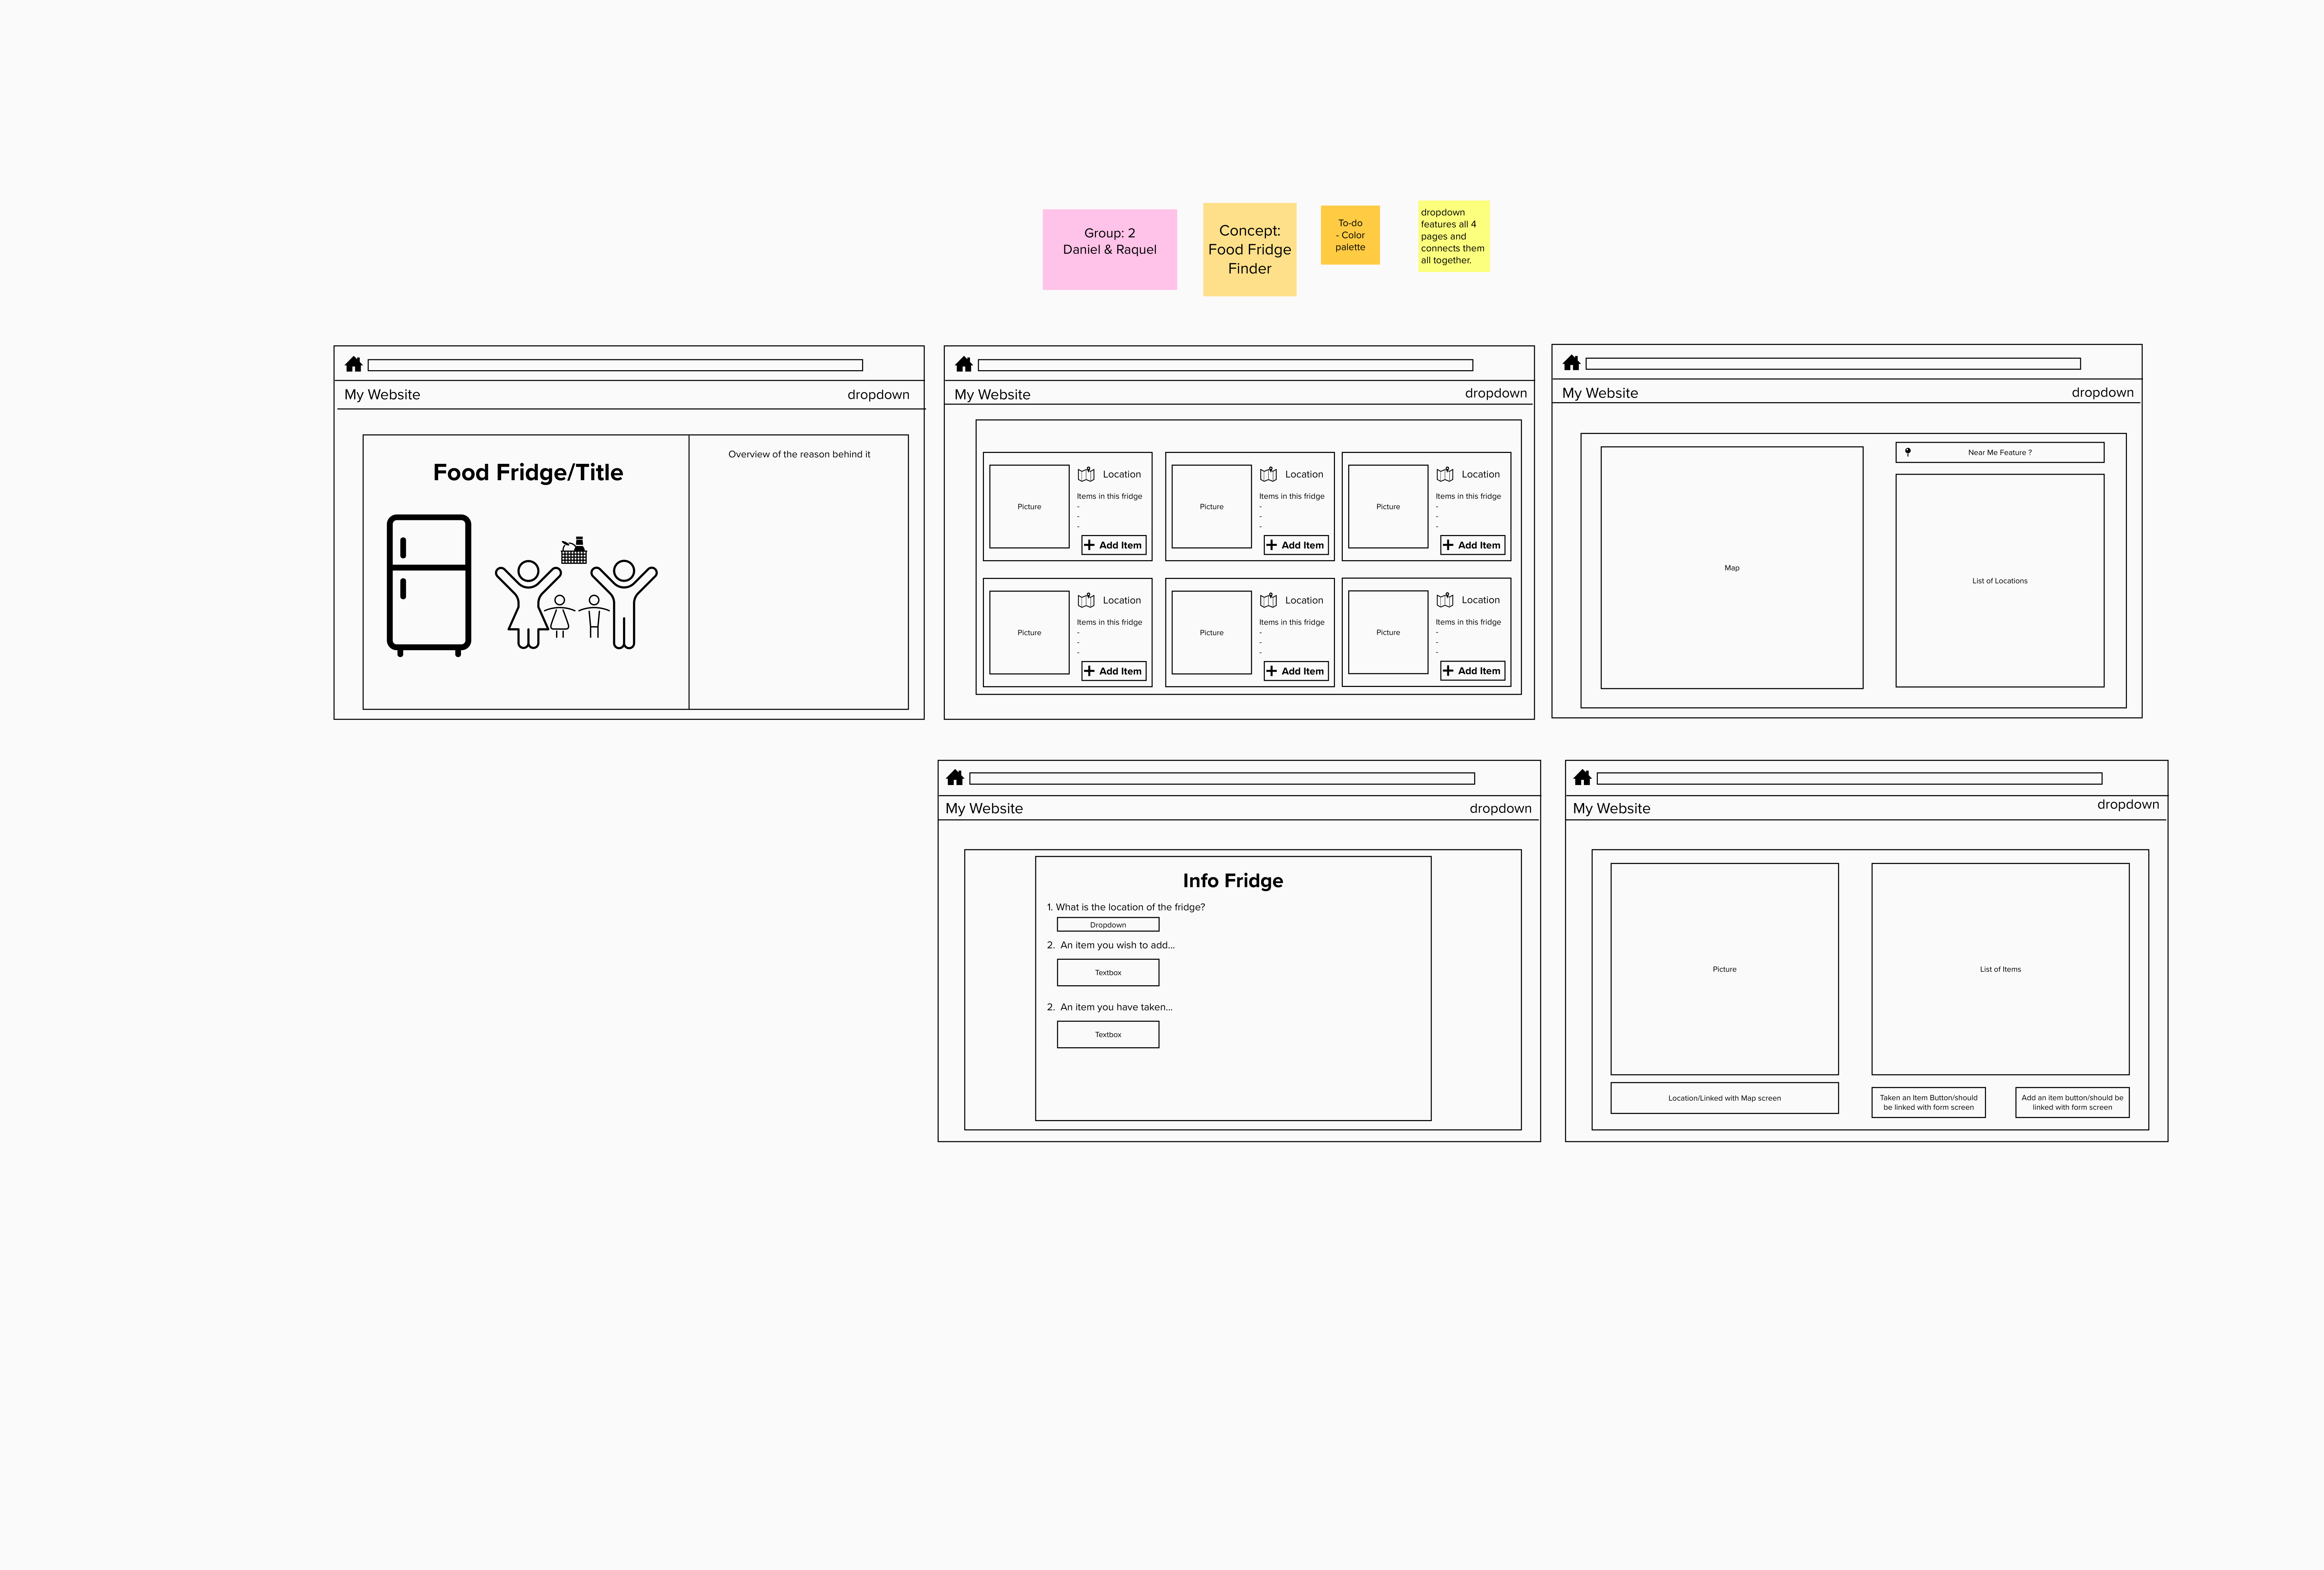 Group: 2
Daniel & Raquel
Concept:
Food Fridge
Finder
To-do
- Color
palette
dropdown
features all 4
pages and
connects them
all together.
My Website
dropdown
Food Fridge/Title
Overview of the reason behind it
My Website
dropdown
Picture
Location
Items in this fridge
-
-
-
Add Item
Picture
Location
Items in this fridge
-
-
-
Add Item
Picture
Location
Items in this fridge
-
-
-
Add Item
Picture
Location
Items in this fridge
-
-
-
Add Item
Picture
Location
Items in this fridge
-
-
-
Add Item
Picture
Location
Items in this fridge
-
-
-
Add Item
My Website
dropdown
Map
Near Me Feature ?
List of Locations
My Website
dropdown
Info Fridge
1. What is the location of the fridge?
Dropdown
2. An item you wish to add...
Textbox
2. An item you have taken...
Textbox
My Website
dropdown
Picture
List of Items
Location/Linked with Map screen
Taken an Item Button/should
be linked with form screen
Add an item button/should be
linked with form screen